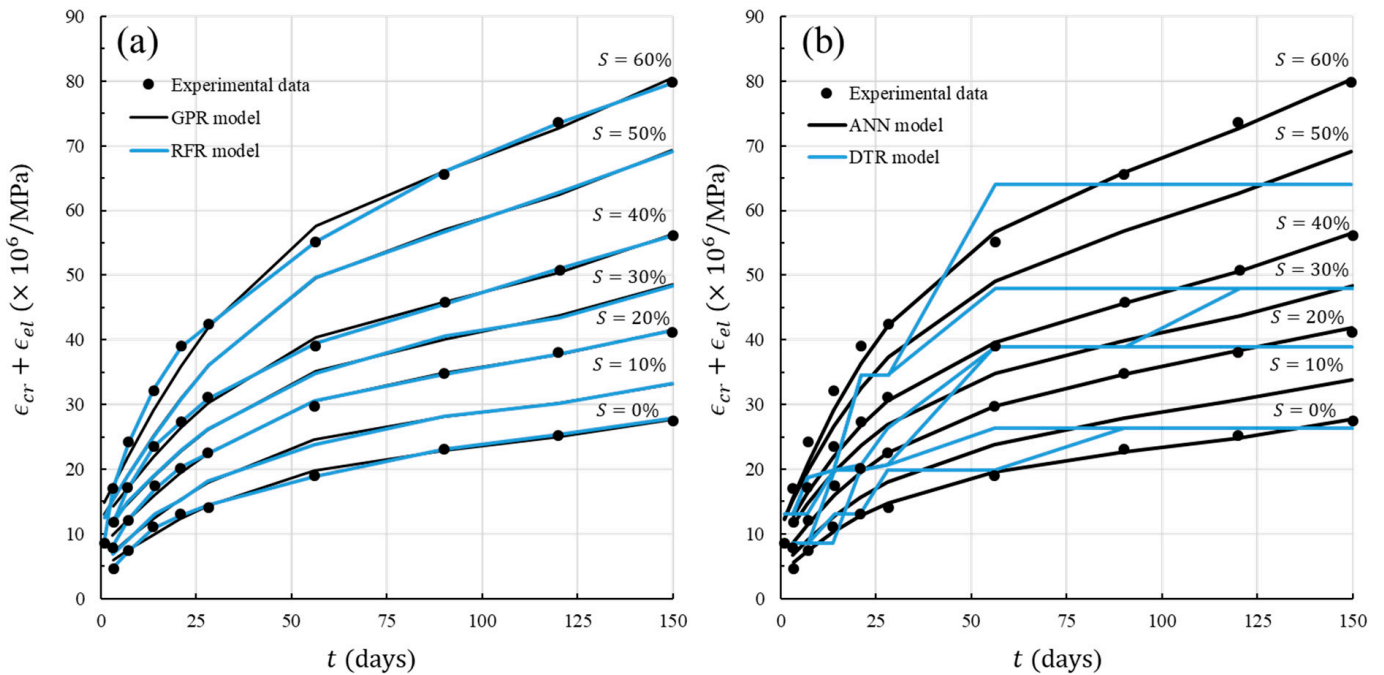 (a)
Experimental data
GPR model
RFR model
S = 60%
S = 50%
S = 40%
S = 30%
S = 20%
S = 10%
S = 0%
90
80
70
60
50
40
30
20
10
0
0 25 50 75 100 125 150
ϵcr + ϵel (× 10⁶/MPa)
t (days)
(b)
Experimental data
ANN model
DTR model
S = 60%
S = 50%
S = 40%
S = 30%
S = 20%
S = 10%
S = 0%
90
80
70
60
50
40
30
20
10
0
0 25 50 75 100 125 150
ϵcr + ϵel (× 10⁶/MPa)
t (days)